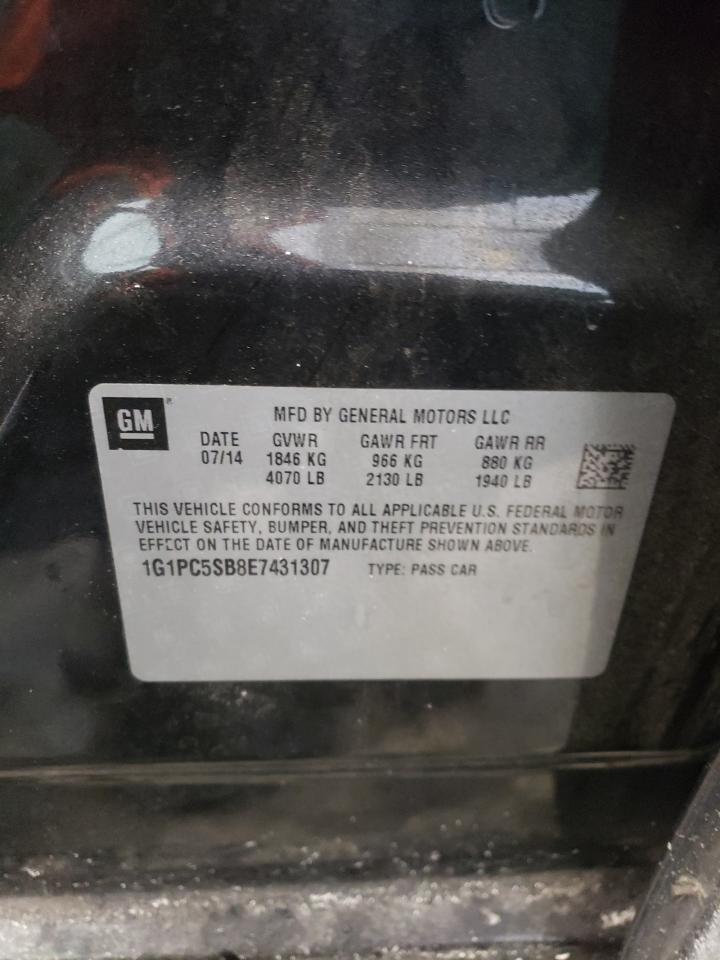 GM®
MFD BY GENERAL MOTORS LLC
DATE GVWR GAWR FRT GAWR RR
07/14 1846 KG 966 KG 880 KG
4070 LB 2130 LB 1940 LB
THIS VEHICLE CONFORMS TO ALL APPLICABLE U.S. FEDERAL MOTOR
VEHICLE SAFETY, BUMPER, AND THEFT PREVENTION STANDARDS IN
EFFECT ON THE DATE OF MANUFACTURE SHOWN ABOVE.
1G1PC5SB8E7431307 TYPE: PASS CAR